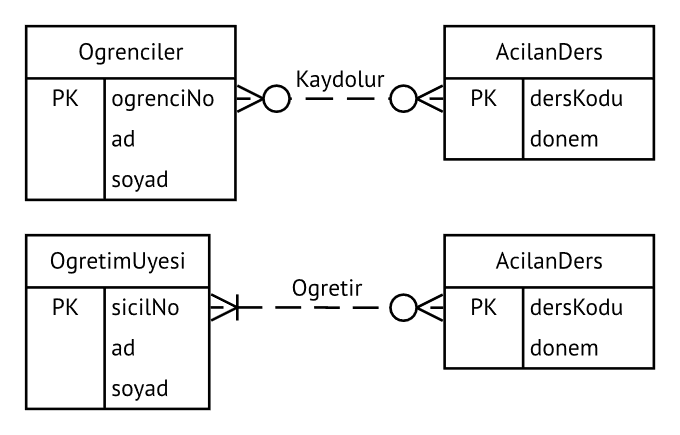 Ogrenciler
PK ogrenciNo
ad
soyad
Kaydolur
AcilanDers
PK dersKodu
donem
OgretimUyesi
PK sicilNo
ad
soyad
Ogretir
AcilanDers
PK dersKodu
donem